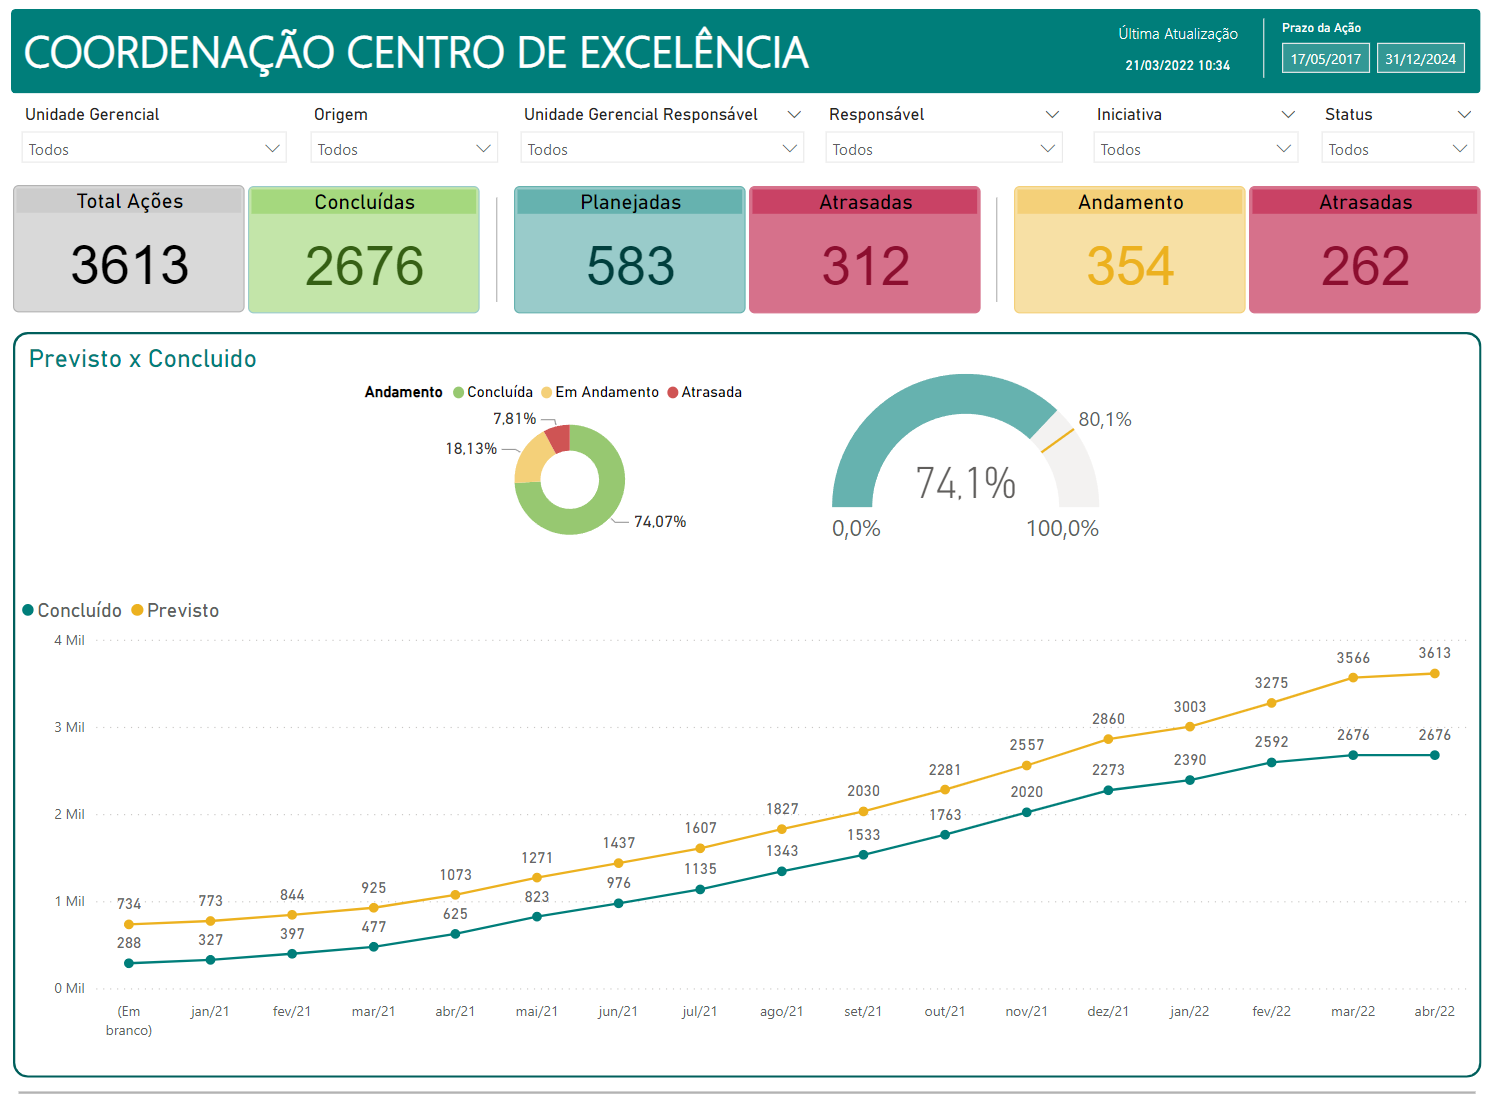 COORDENAÇÃO CENTRO DE EXCELÊNCIA
Última Atualização
21/03/2022 10:34
Prazo da Ação
17/05/2017 31/12/2024
Unidade Gerencial Origem Unidade Gerencial Responsável Responsável Iniciativa Status
Todos Todos Todos Todos Todos Todos
Total Ações Concluídas Planejadas Atrasadas Andamento Atrasadas
3613 2676 583 312 354 262
Previsto x Concluido
Andamento Concluída Em Andamento Atrasada
7,81%
18,13%
74,07%
80,1%
74,1%
0,0% 100,0%
Concluído Previsto
4 Mil
3 Mil
2 Mil
1 Mil
0 Mil
734 773 844 925 1073 1271 1437 1607 1827 2030 2281 2557 2860 3003 3275 3566 3613
288 327 397 477 625 823 976 1135 1343 1533 1763 2020 2273 2390 2592 2676 2676
(Em branco) jan/21 fev/21 mar/21 abr/21 mai/21 jun/21 jul/21 ago/21 set/21 out/21 nov/21 dez/21 jan/22 fev/22 mar/22 abr/22